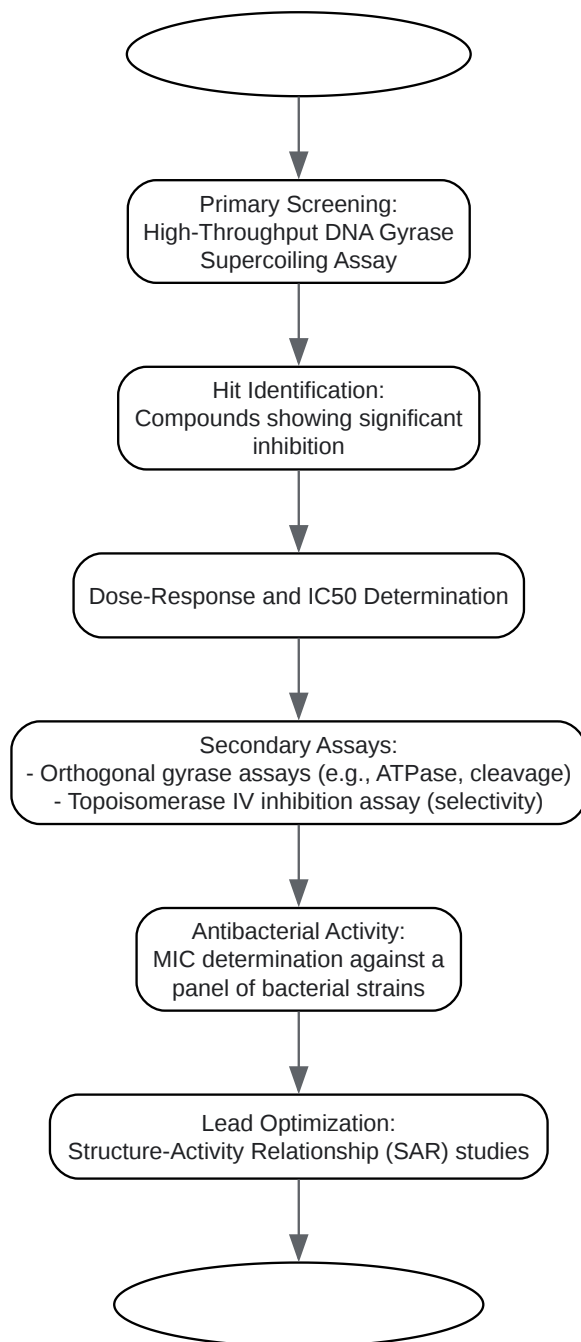 Primary Screening:
High-Throughput DNA Gyrase
Supercoiling Assay
Hit Identification:
Compounds showing significant
inhibition
Dose-Response and IC50 Determination
Secondary Assays:
- Orthogonal gyrase assays (e.g., ATPase, cleavage)
- Topoisomerase IV inhibition assay (selectivity)
Antibacterial Activity:
MIC determination against a
panel of bacterial strains
Lead Optimization:
Structure-Activity Relationship (SAR) studies